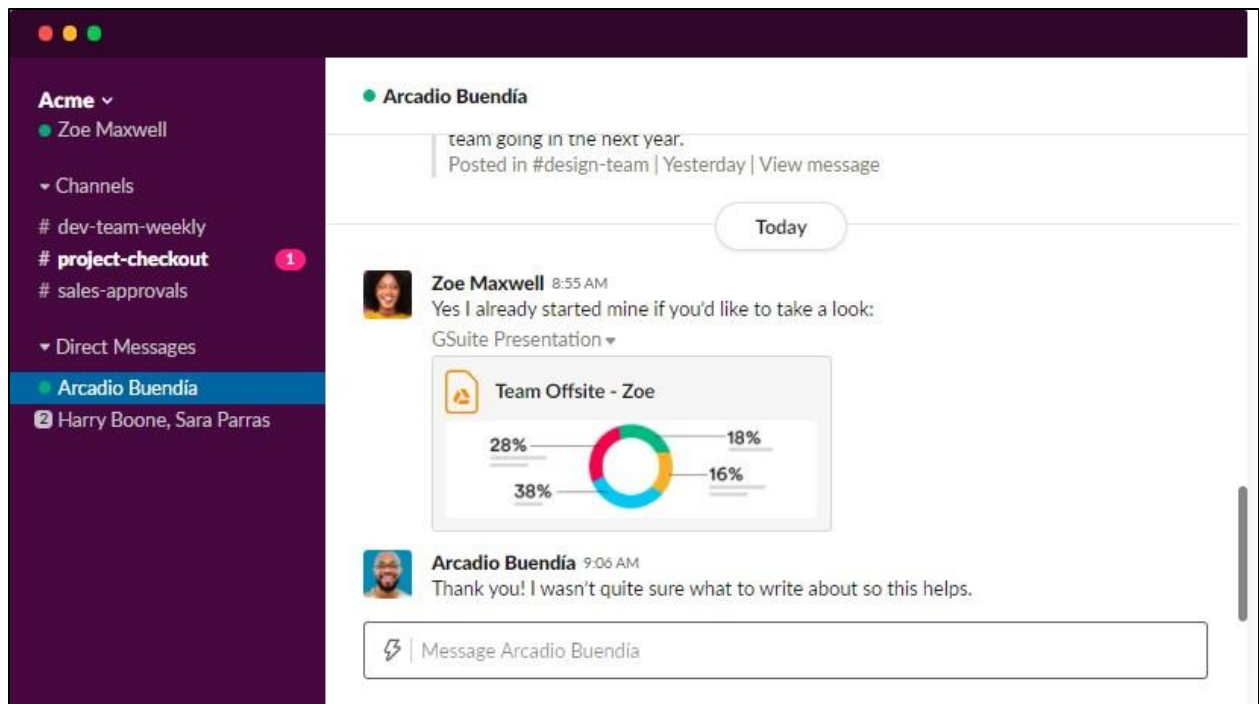 Acme
Zoe Maxwell
Channels
# dev-team-weekly
# project-checkout 1
# sales-approvals
Direct Messages
Arcadio Buendía
2 Harry Boone, Sara Parras
Arcadio Buendía
team going in the next year.
Posted in #design-team | Yesterday | View message
Today
Zoe Maxwell 8:55 AM
Yes I already started mine if you'd like to take a look:
GSuite Presentation
Team Offsite - Zoe
28%
18%
16%
38%
Arcadio Buendía 9:06 AM
Thank you! I wasn't quite sure what to write about so this helps.
Message Arcadio Buendía